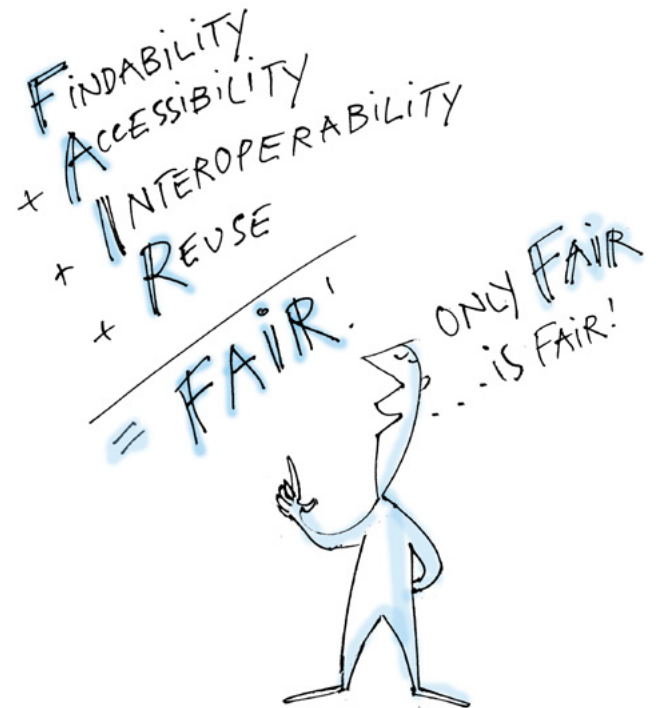 FINDABILITY
+ ACCESSIBILITY
+ INTEROPERABILITY
+ REUSE
= FAIR!
ONLY FAIR
...is FAIR!